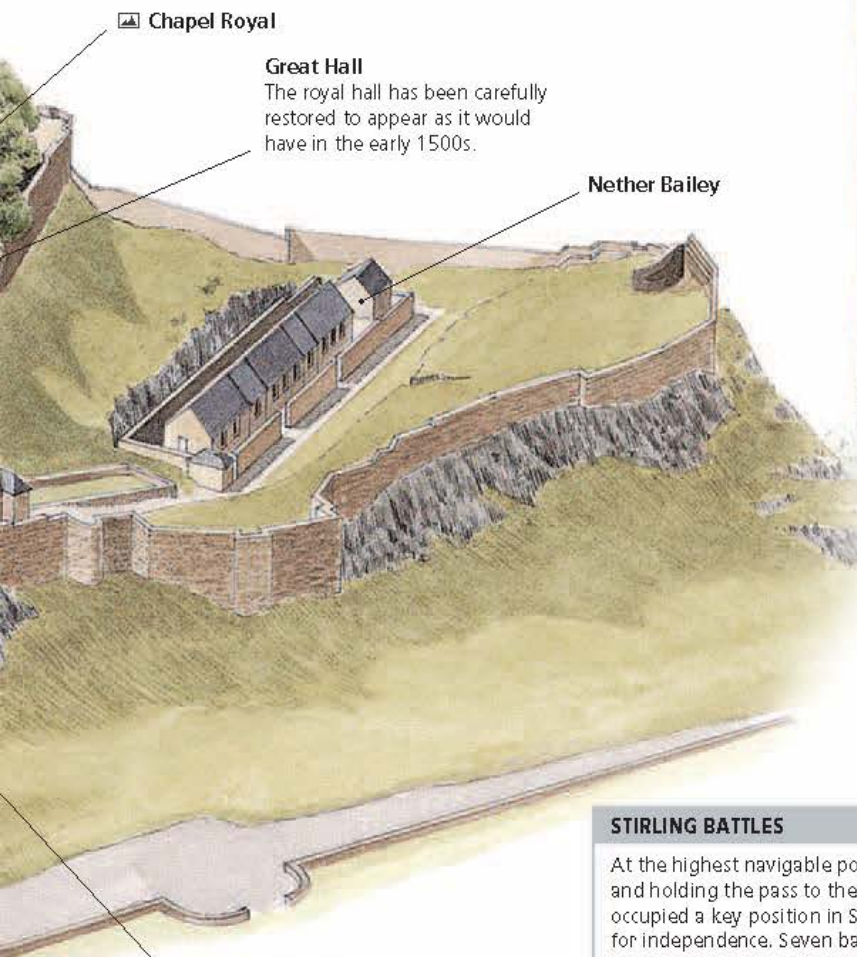 Chapel Royal
Great Hall
The royal hall has been carefully
restored to appear as it would
have in the early 1500s.
Nether Bailey
STIRLING BATTLES
At the highest navigable po
and holding the pass to the
occupied a key position in S
for independence. Seven ba